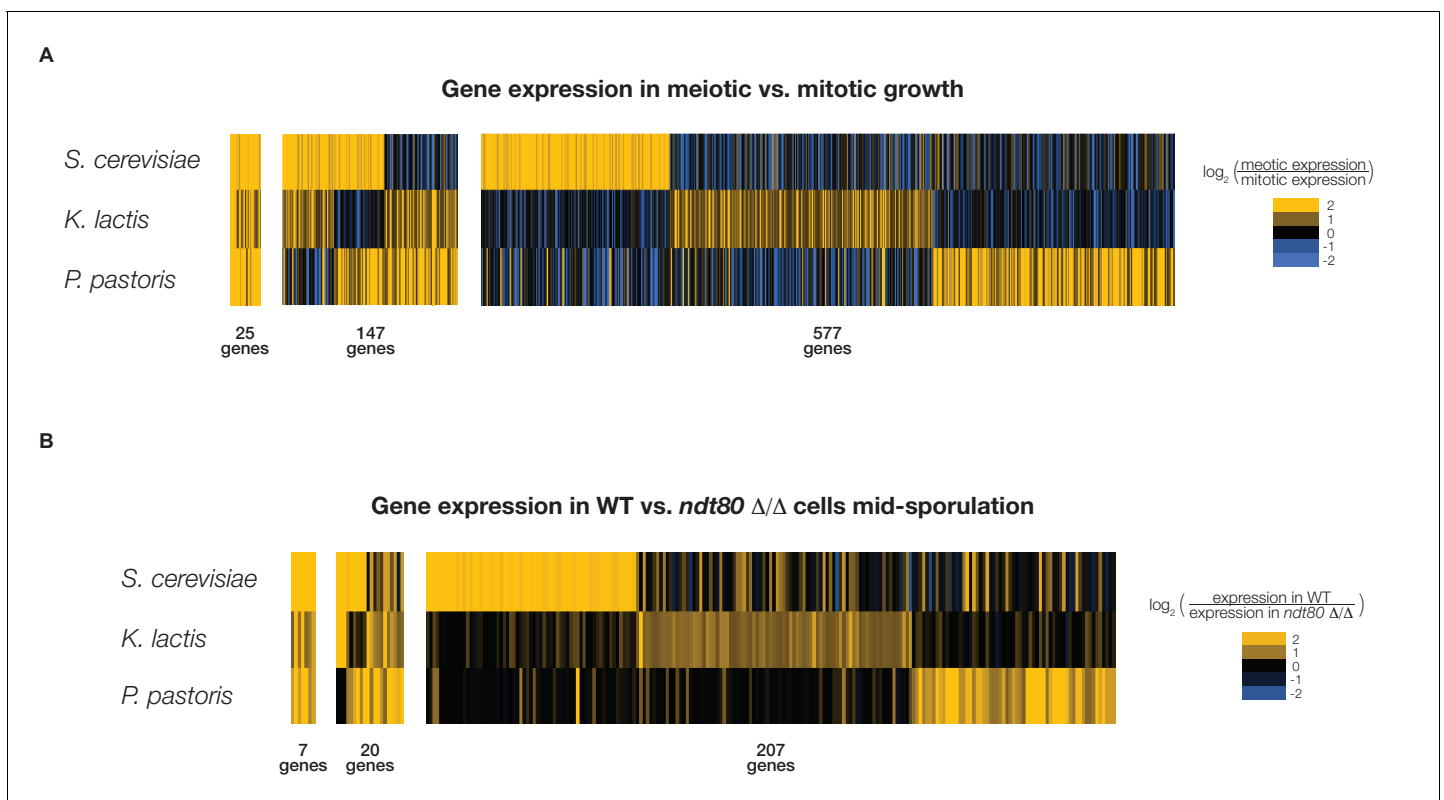 A
Gene expression in meiotic vs. mitotic growth
S. cerevisiae
K. lactis
P. pastoris
25
genes
147
genes
577
genes
log2 (meotic expression
mitotic expression)
2
1
0
-1
-2
B
Gene expression in WT vs. ndt80 Δ/Δ cells mid-sporulation
S. cerevisiae
K. lactis
P. pastoris
7
genes
20
genes
207
genes
log2 (expression in WT
expression in ndt80 Δ/Δ)
2
1
0
-1
-2